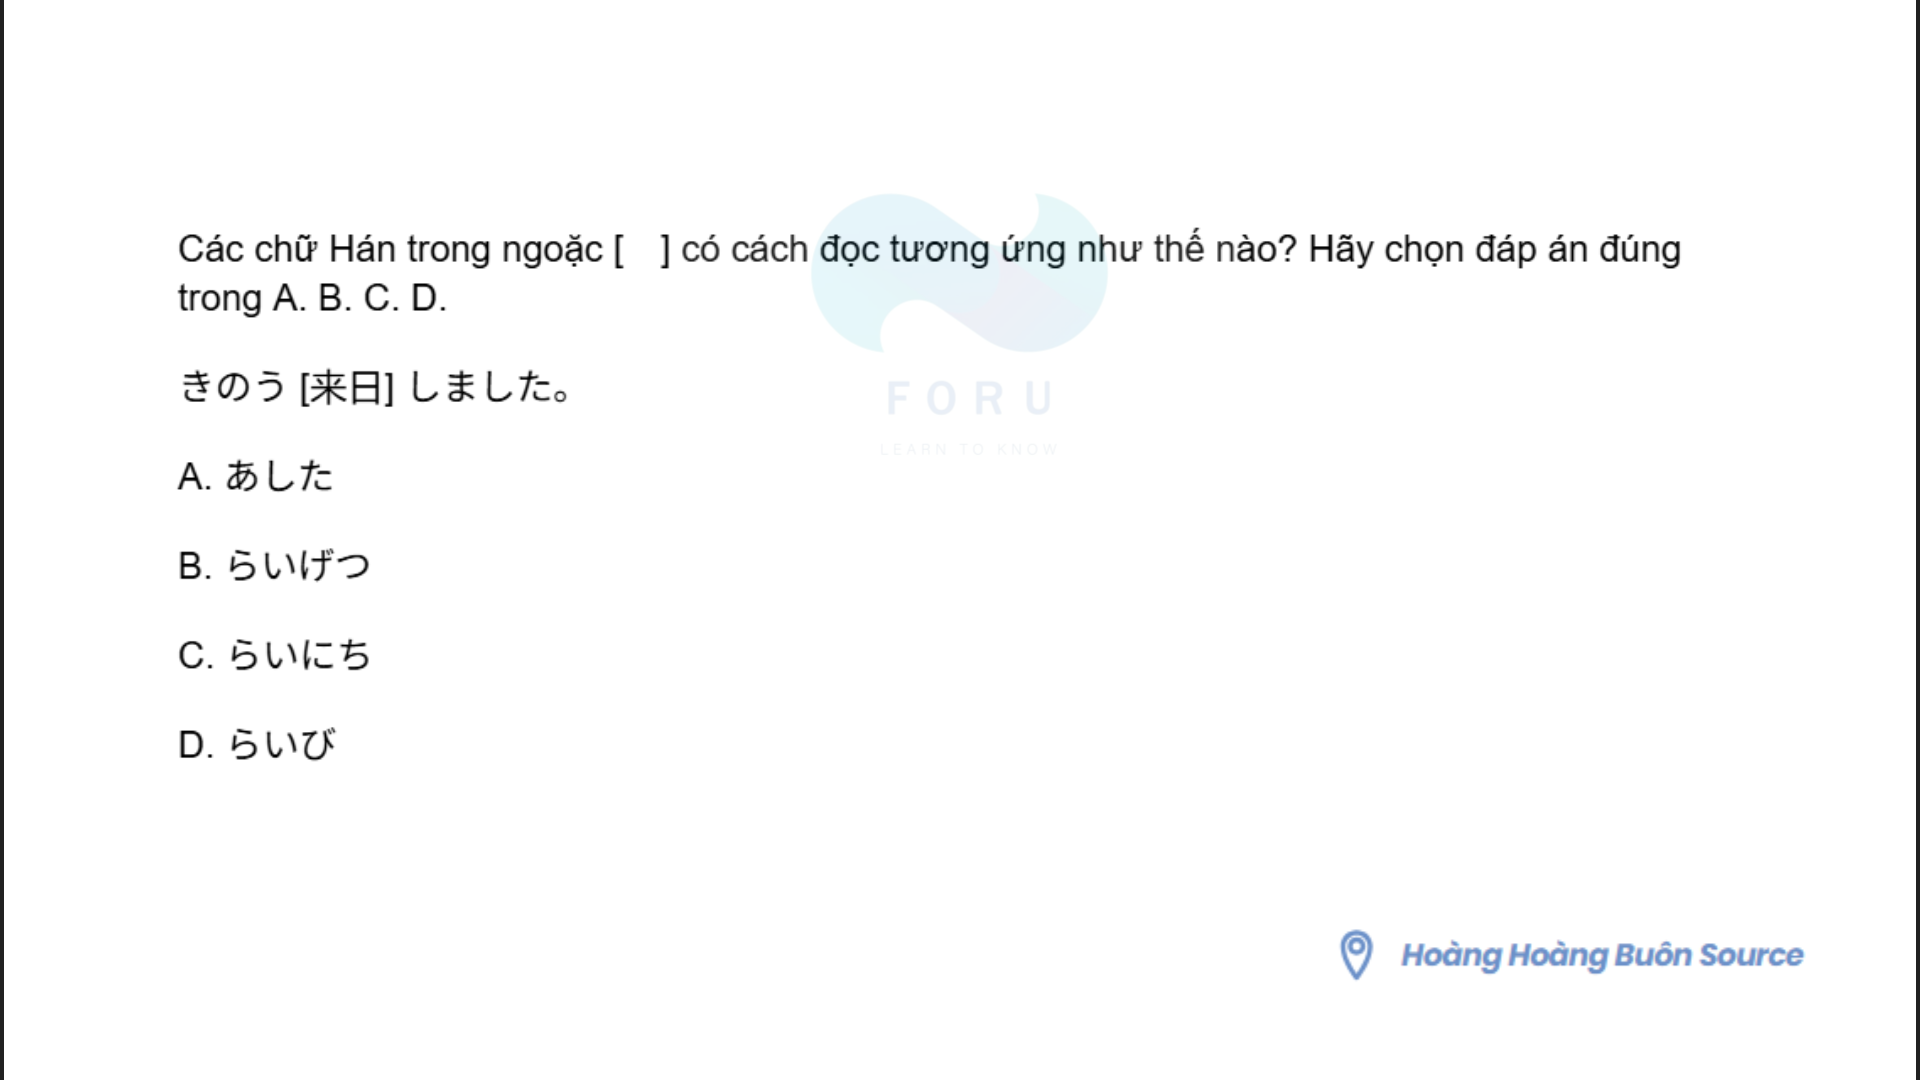 Các chữ Hán trong ngoặc [ ] có cách đọc tương ứng như thế nào? Hãy chọn đáp án đúng
trong A. B. C. D.
きのう [来日] しました。
FORU
LEARN TO KNOW
A. あした
B. らいげつ
C. らいにち
D. らいび
Hoàng Hoàng Buôn Source